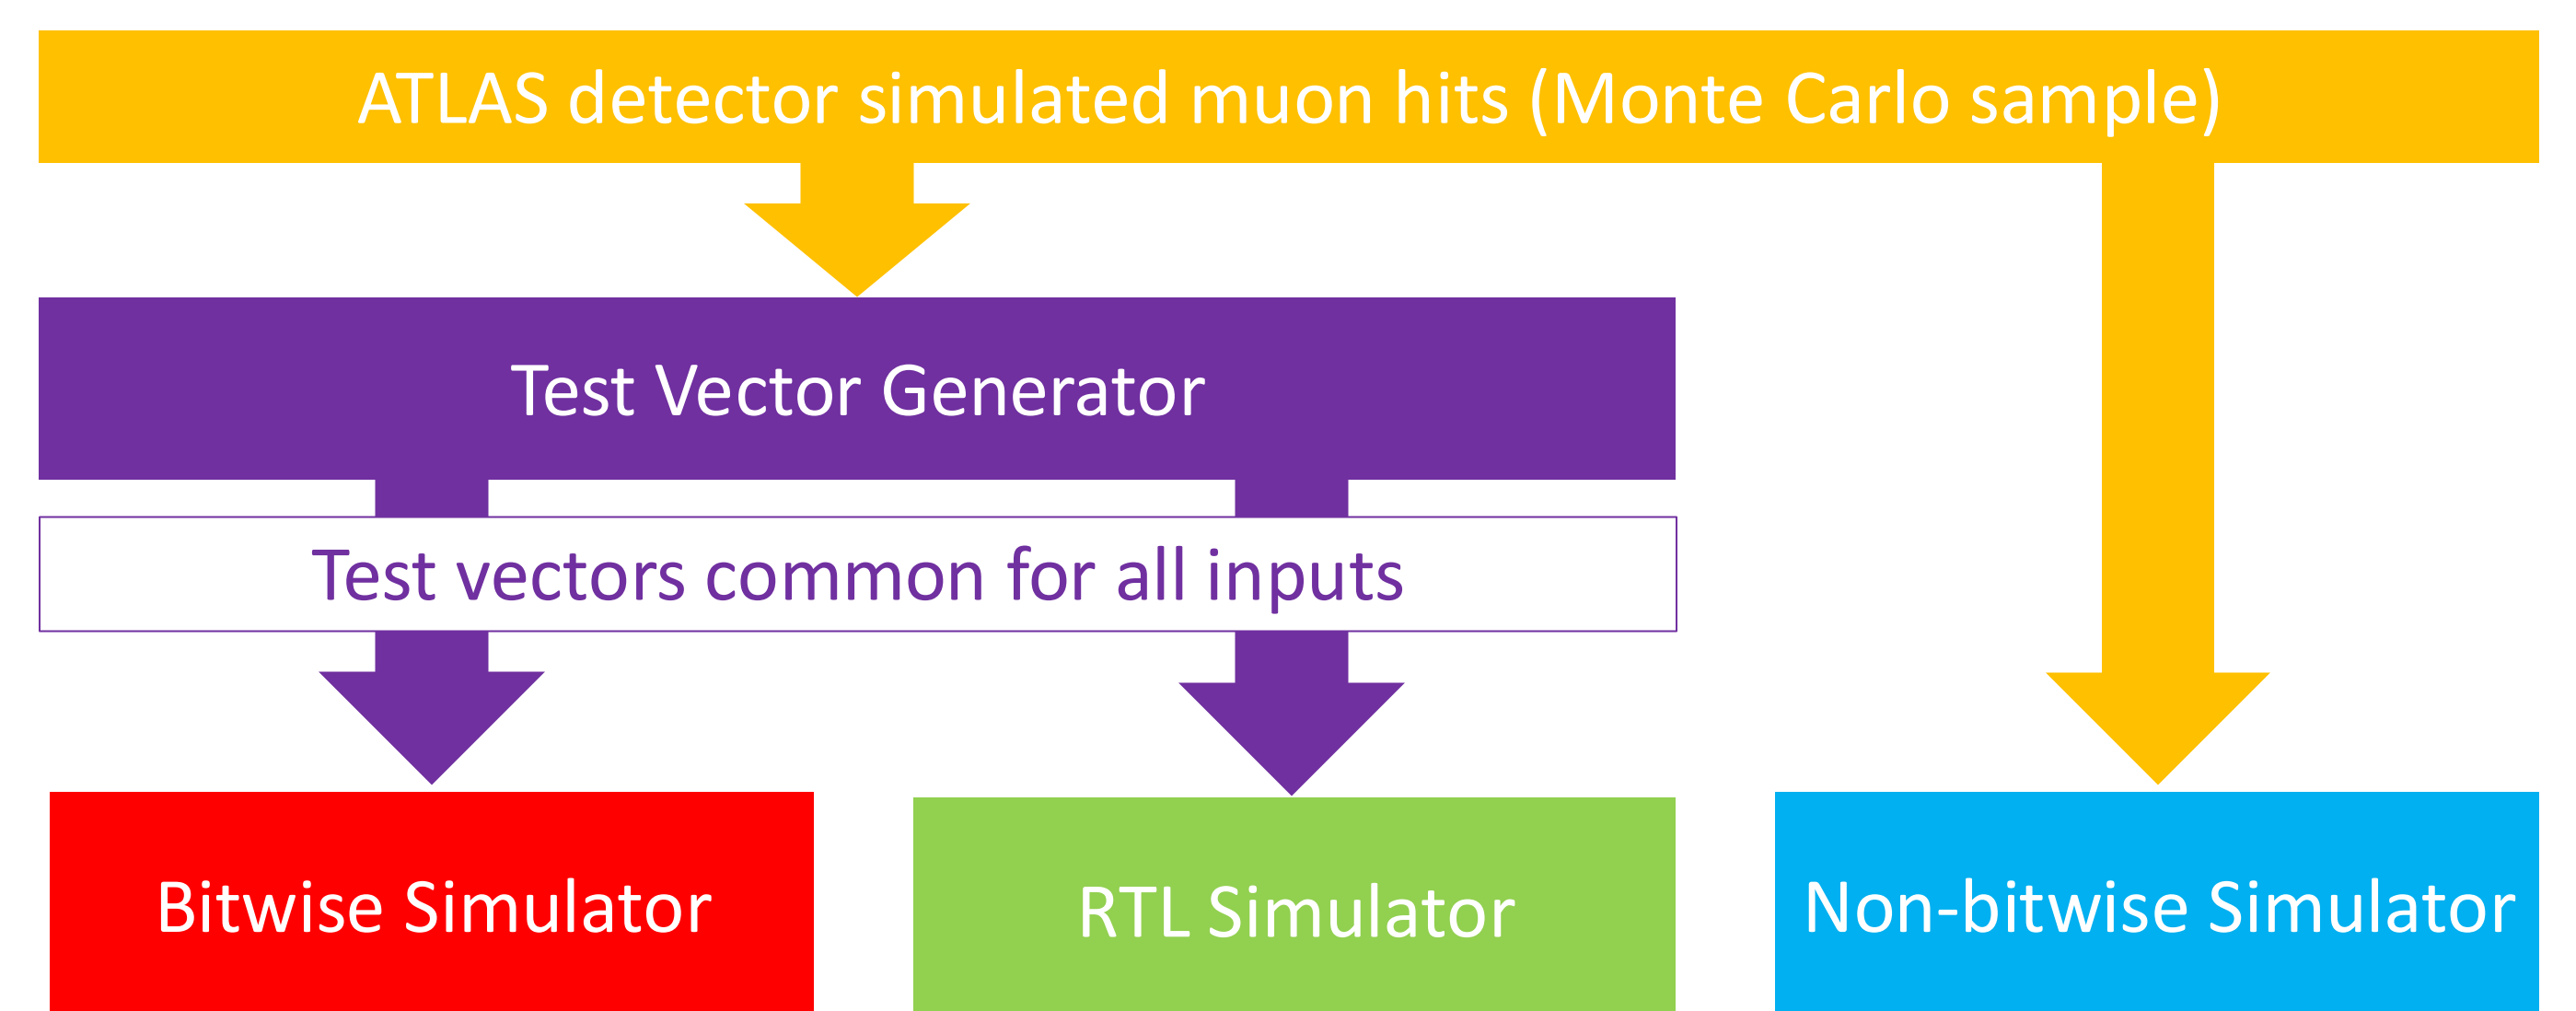 ATLAS detector simulated muon hits (Monte Carlo sample)
Test Vector Generator
Test vectors common for all inputs
Bitwise Simulator
RTL Simulator
Non-bitwise Simulator